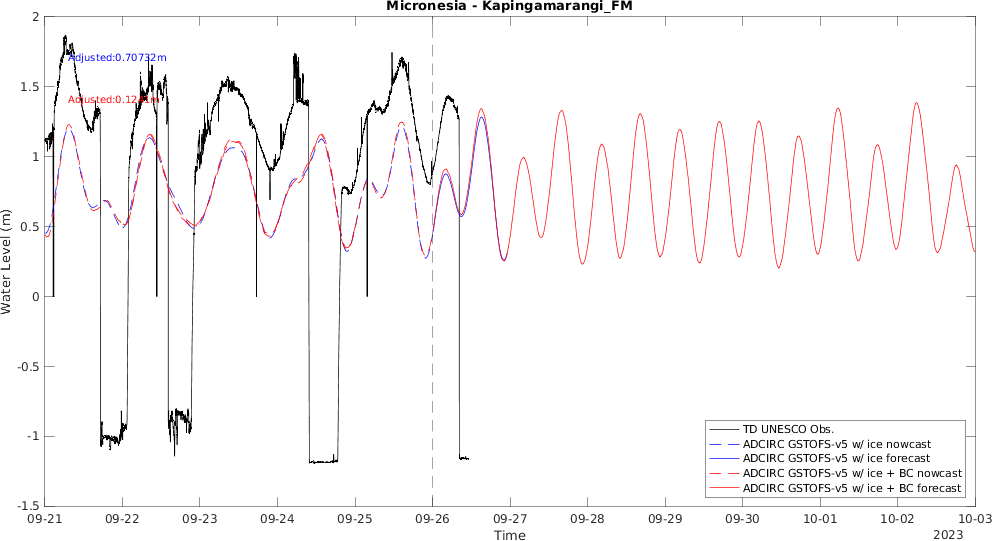 Micronesia - Kapingamarangi_FM
2
1.5
1
0.5
0
-0.5
-1
-1.5
Water Level (m)
Adjusted:0.70732m
TD UNESCO Obs.
ADCIRC GSTOFS-v5 w/ ice nowcast
ADCIRC GSTOFS-v5 w/ ice forecast
ADCIRC GSTOFS-v5 w/ ice + BC nowcast
ADCIRC GSTOFS-v5 w/ ice + BC forecast
09-21 09-22 09-23 09-24 09-25 09-26 09-27 09-28 09-29 09-30 10-01 10-02 10-03
Time
2023